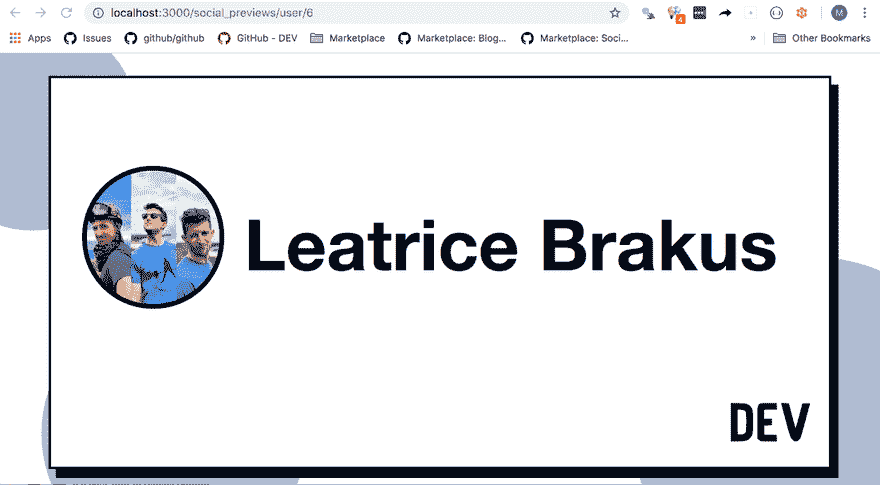 localhost:3000/social_previews/user/6
4
M
Apps
Issues
github/github
GitHub - DEV
Marketplace
Marketplace: Blog...
Marketplace: Soci...
»
Other Bookmarks
Leatrice Brakus
DEV